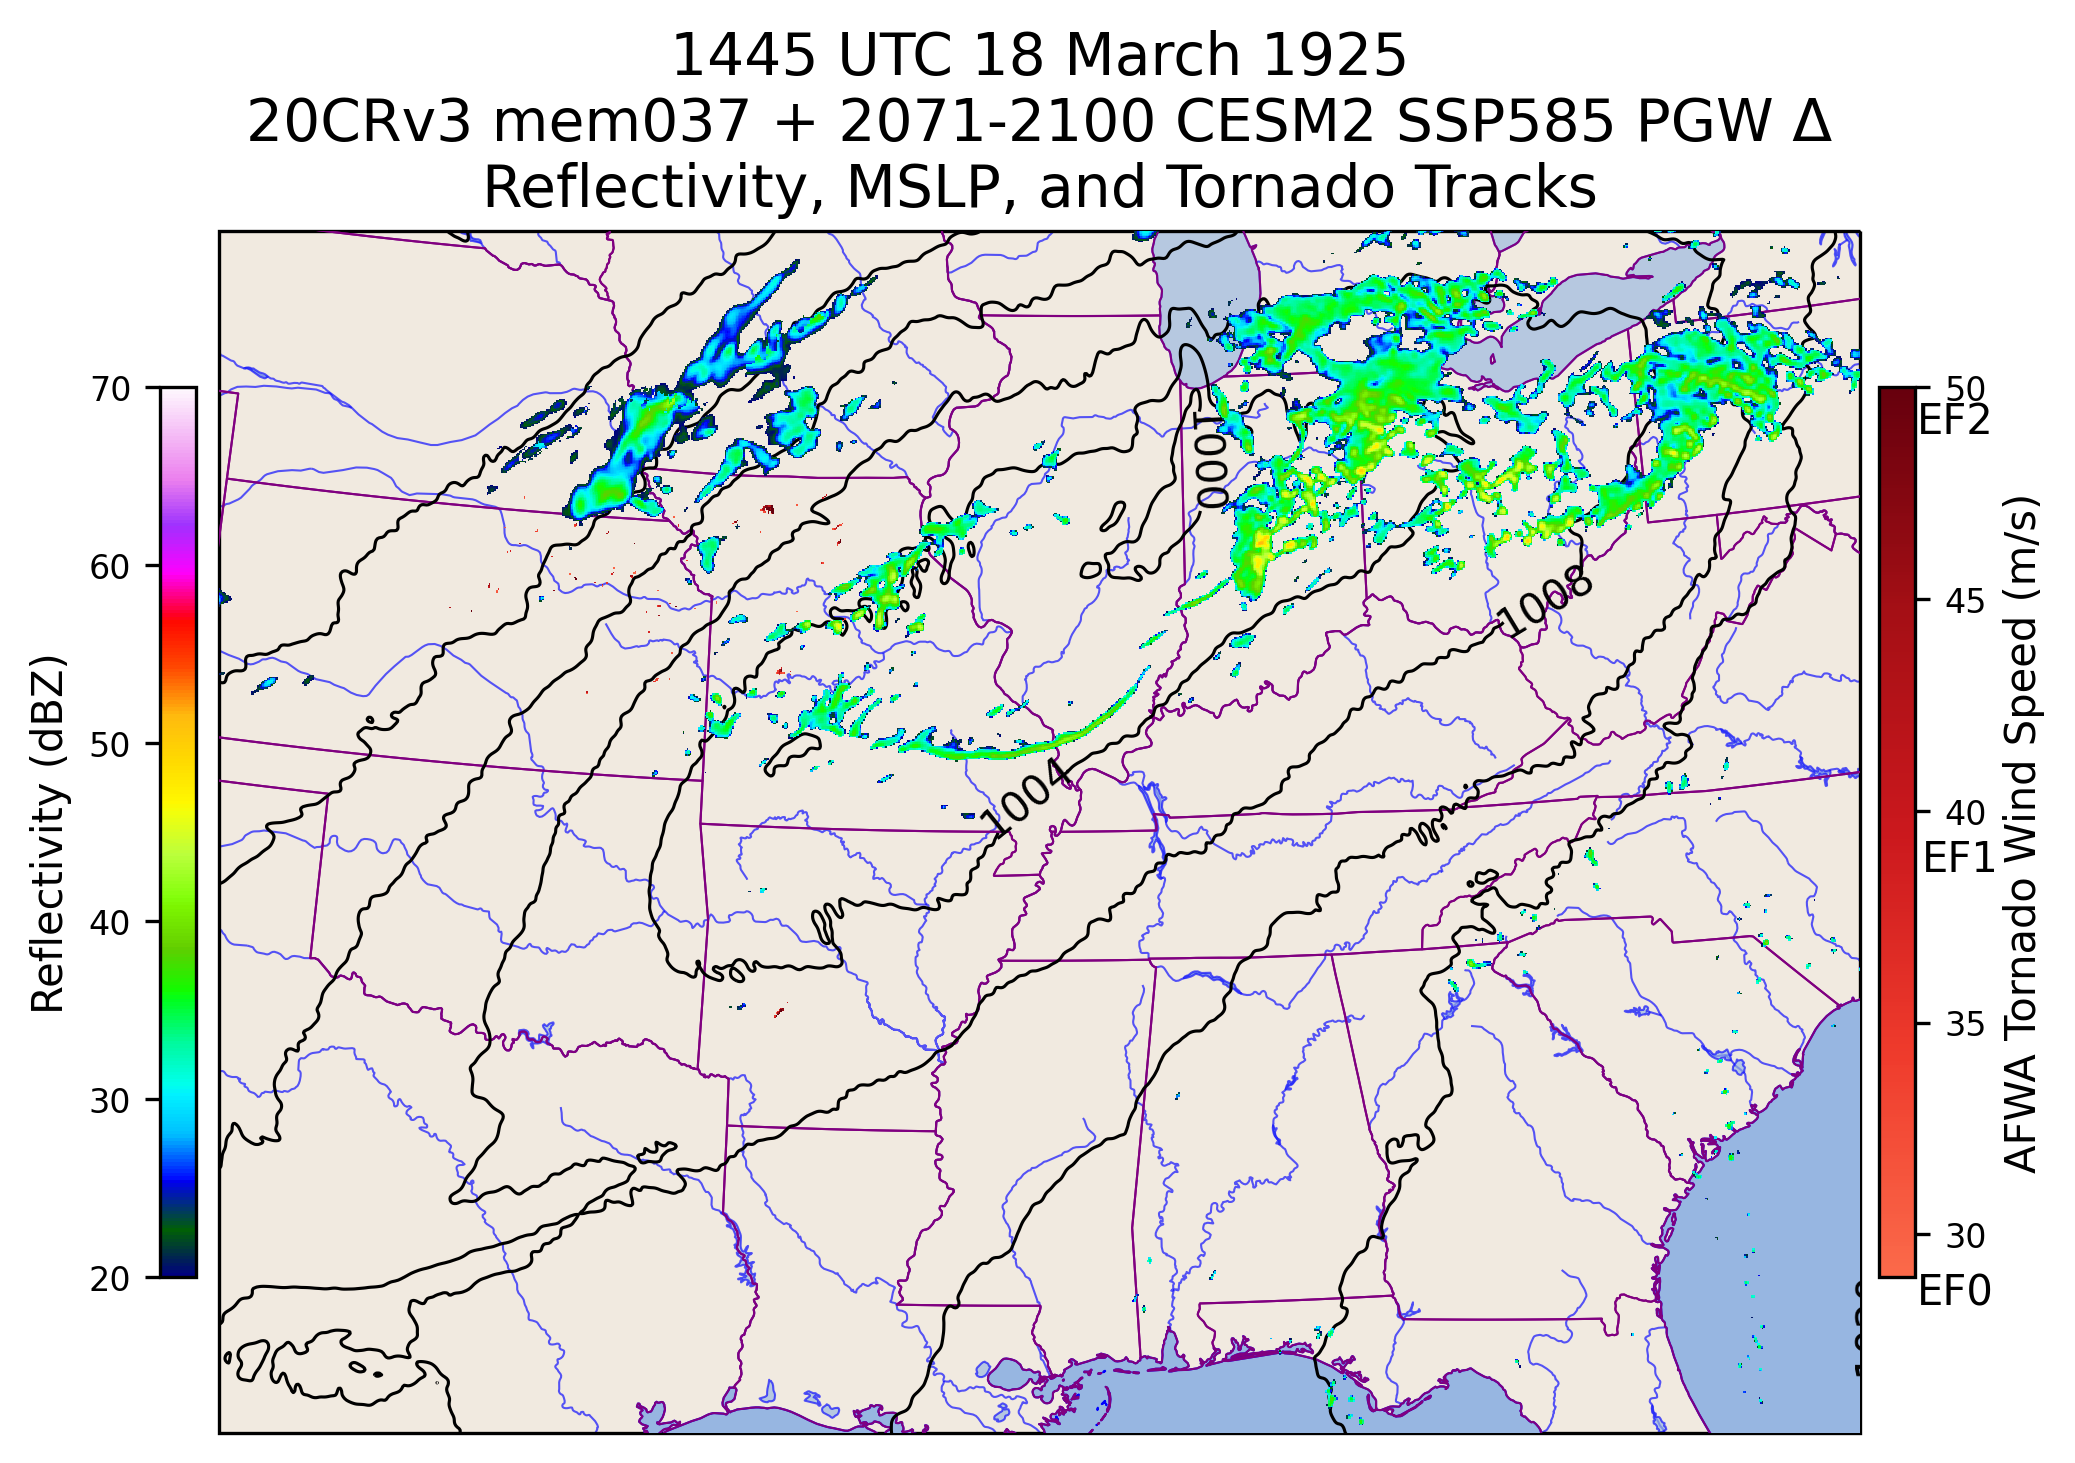 1445 UTC 18 March 1925
20CRv3 mem037 + 2071-2100 CESM2 SSP585 PGW Δ
Reflectivity, MSLP, and Tornado Tracks
70
60
50
40
30
20
Reflectivity (dBZ)
1000
1008
1004
50
EF2
45
40
EF1
35
30
EF0
AFWA Tornado Wind Speed (m/s)